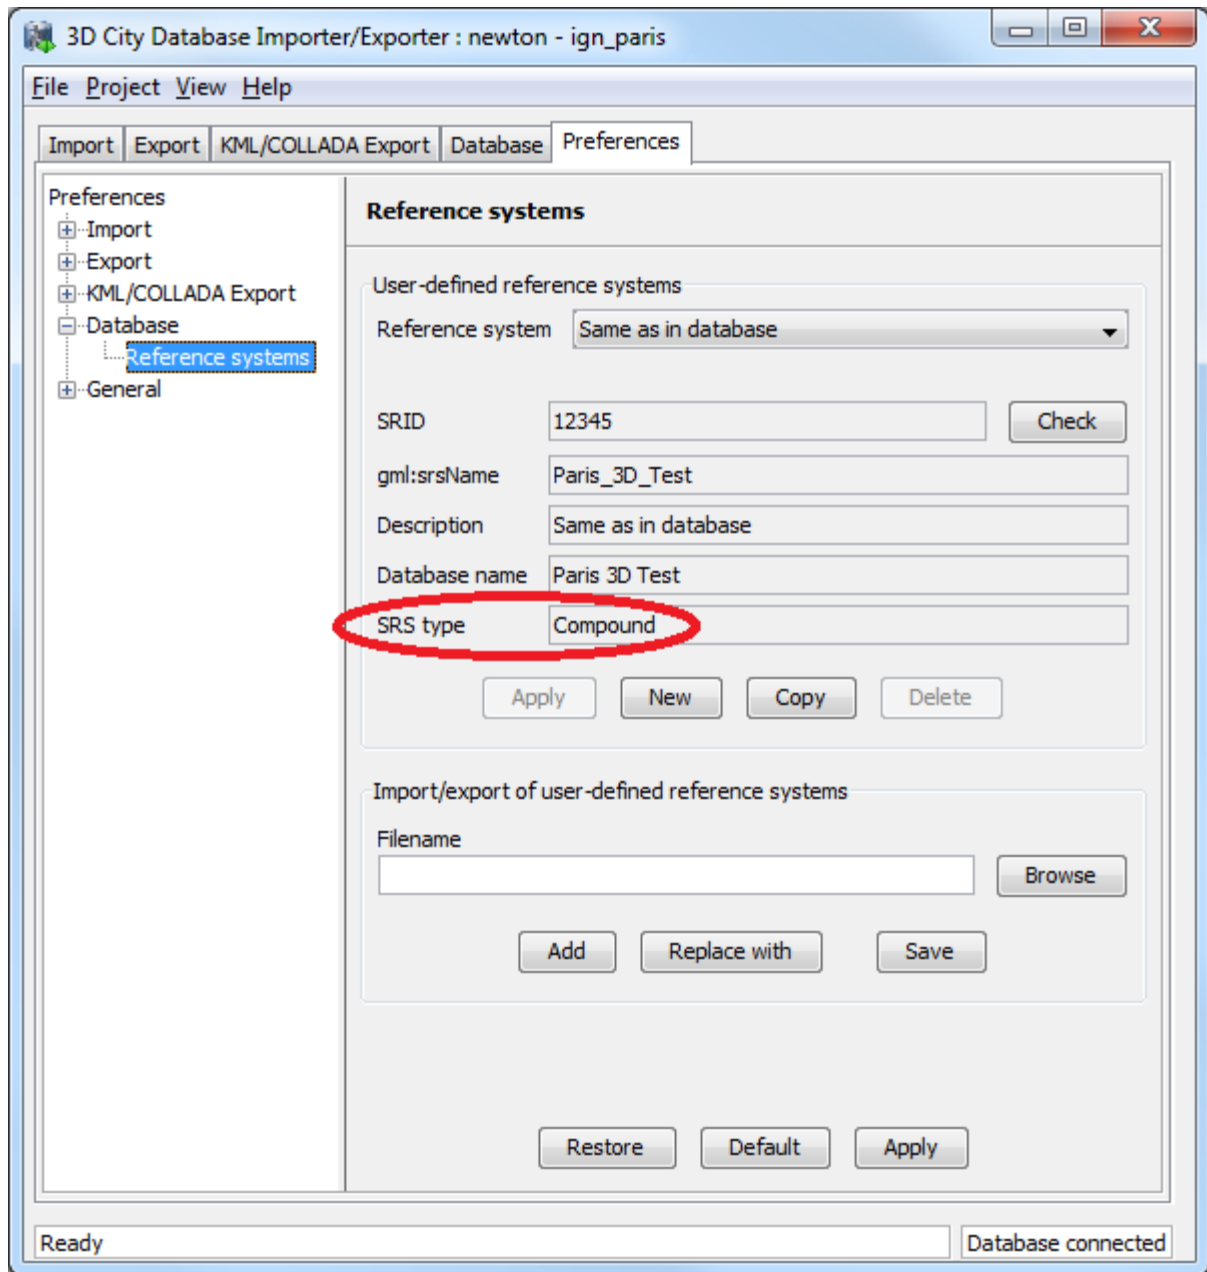 3D City Database Importer/Exporter : newton - ign_paris
File Project View Help
Import Export KML/COLLADA Export Database Preferences
Preferences
Import
Export
KML/COLLADA Export
Database
Reference systems
General
Reference systems
User-defined reference systems
Reference system Same as in database
SRID 12345 Check
gml:srsName Paris_3D_Test
Description Same as in database
Database name Paris 3D Test
SRS type Compound
Apply New Copy Delete
Import/export of user-defined reference systems
Filename
Browse
Add Replace with Save
Restore Default Apply
Ready Database connected